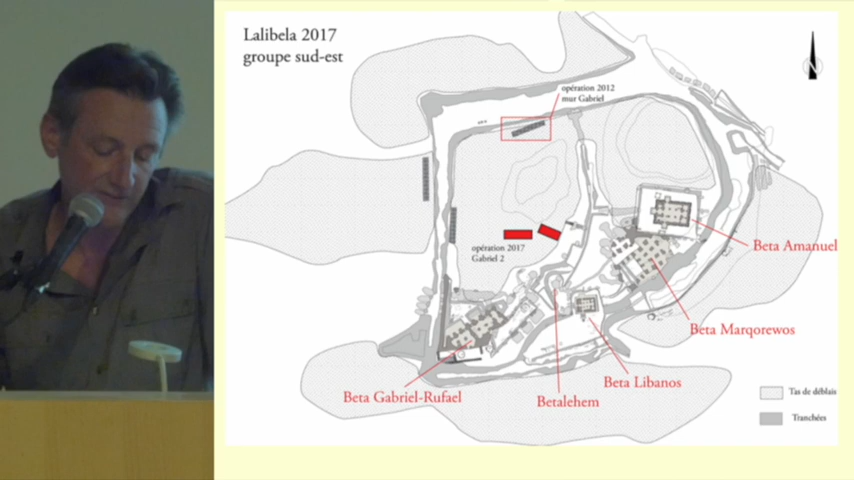 Lalibela 2017
groupe sud-est
opération 2012
mur Gabriel
N
opération 2017
Gabriel 2
Beta Amanuel
Beta Marqorewos
Beta Libanos
Betalehem
Beta Gabriel-Rufael
Tas de déblais
Tranchées